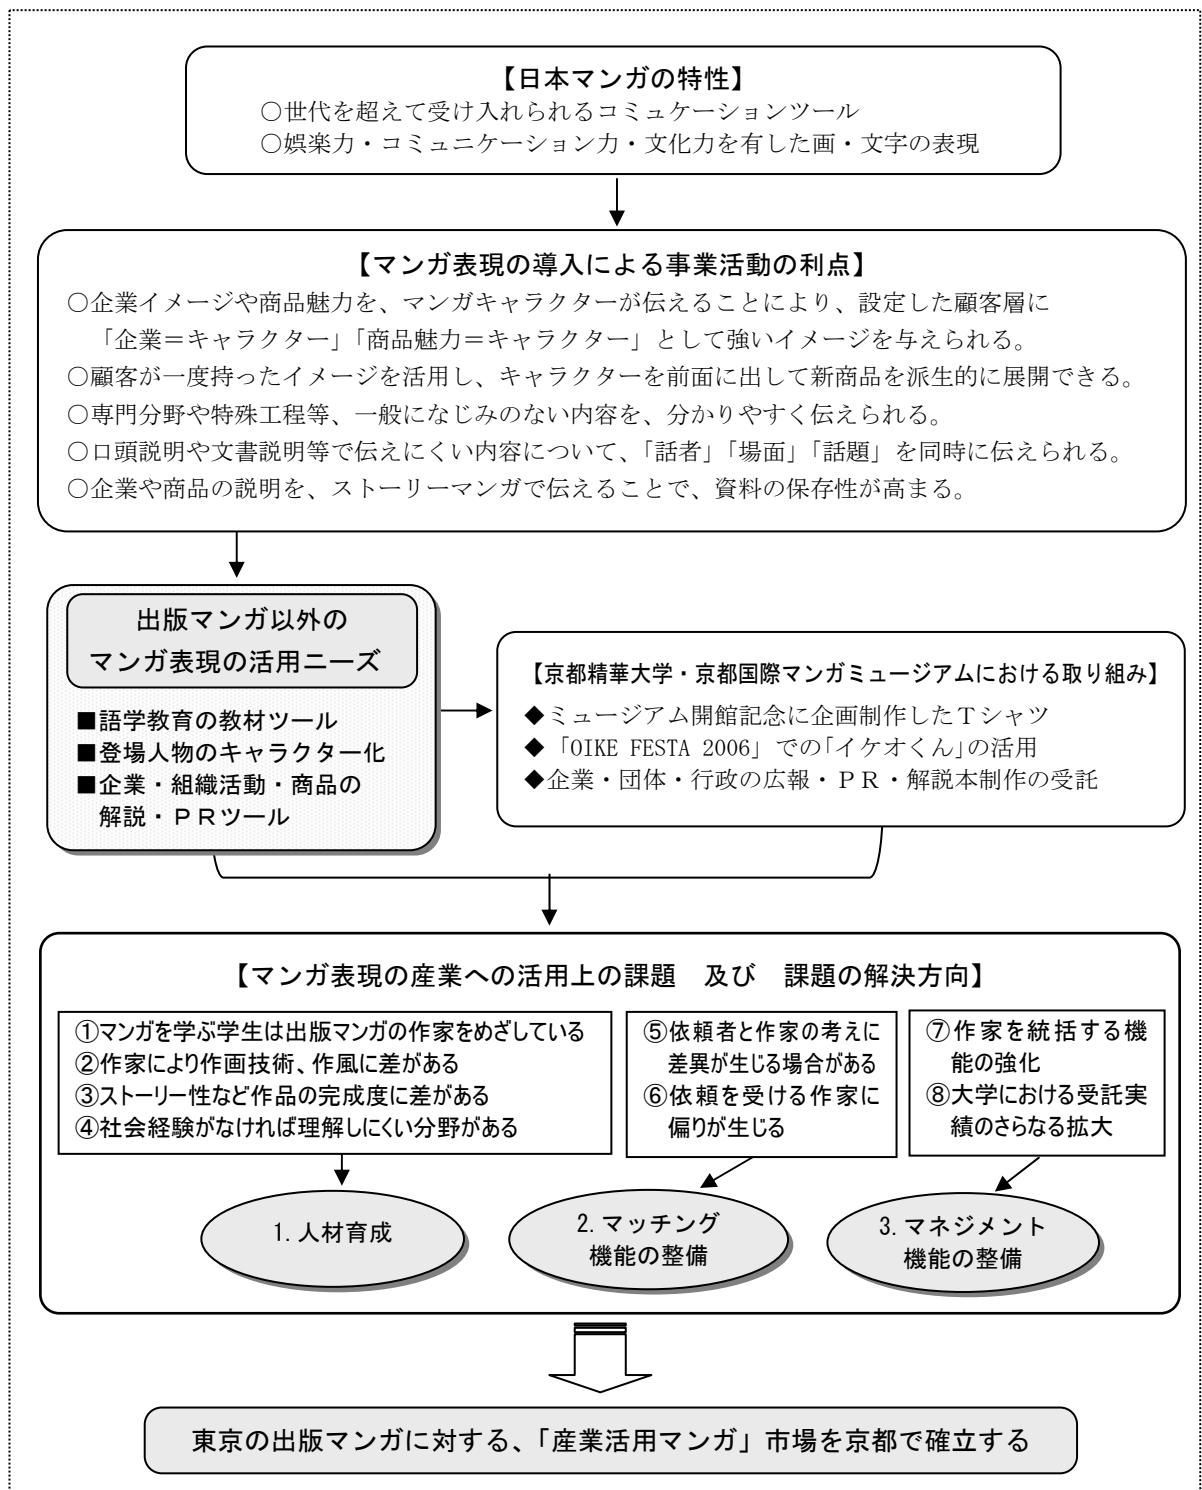 【日本マンガの特性】
○世代を超えて受け入れられるコミュケーションツール
○娯楽力・コミュニケーション力・文化力を有した画・文字の表現
【マンガ表現の導入による事業活動の利点】
○企業イメージや商品魅力を、マンガキャラクターが伝えることにより、設定した顧客層に
「企業＝キャラクター」「商品魅力＝キャラクター」として強いイメージを与えられる。
○顧客が一度持ったイメージを活用し、キャラクターを前面に出して新商品を派生的に展開できる。
○専門分野や特殊工程等、一般になじみのない内容を、分かりやすく伝えられる。
○口頭説明や文書説明等で伝えにくい内容について、「話者」「場面」「話題」を同時に伝えられる。
○企業や商品の説明を、ストーリーマンガで伝えることで、資料の保存性が高まる。
出版マンガ以外の
マンガ表現の活用ニーズ
■語学教育の教材ツール
■登場人物のキャラクター化
■企業・組織活動・商品の
解説・ＰＲツール
【京都精華大学・京都国際マンガミュージアムにおける取り組み】
◆ミュージアム開館記念に企画制作したＴシャツ
◆「OIKE FESTA 2006」での「イケオくん」の活用
◆企業・団体・行政の広報・ＰＲ・解説本制作の受託
【マンガ表現の産業への活用上の課題　及び　課題の解決方向】
①マンガを学ぶ学生は出版マンガの作家をめざしている
②作家により作画技術、作風に差がある
③ストーリー性など作品の完成度に差がある
④社会経験がなければ理解しにくい分野がある
⑤依頼者と作家の考えに
差異が生じる場合がある
⑥依頼を受ける作家に
偏りが生じる
⑦作家を統括する機
能の強化
⑧大学における受託実
績のさらなる拡大
1. 人材育成
2. マッチング
機能の整備
3. マネジメント
機能の整備
東京の出版マンガに対する、「産業活用マンガ」市場を京都で確立する